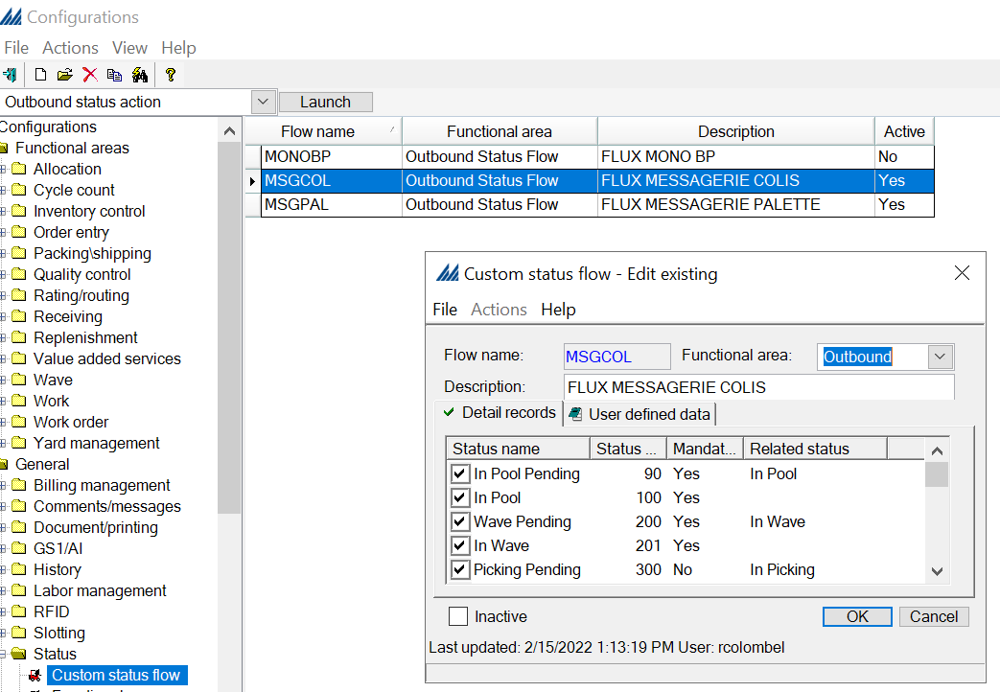 Configurations
File Actions View Help
Outbound status action Launch
Configurations
Functional areas
Allocation
Cycle count
Inventory control
Order entry
Packing\shipping
Quality control
Rating/routing
Receiving
Replenishment
Value added services
Wave
Work
Work order
Yard management
General
Billing management
Comments/messages
Document/printing
GS1/AI
History
Labor management
RFID
Slotting
Status
Custom status flow
Flow name Functional area Description Active
MONOBP Outbound Status Flow FLUX MONO BP No
MSGCOL Outbound Status Flow FLUX MESSAGERIE COLIS Yes
MSGPAL Outbound Status Flow FLUX MESSAGERIE PALETTE Yes
Custom status flow - Edit existing
File Actions Help
Flow name: MSGCOL Functional area: Outbound
Description: FLUX MESSAGERIE COLIS
Detail records User defined data
Status name Status ... Mandat... Related status
In Pool Pending 90 Yes In Pool
In Pool 100 Yes
Wave Pending 200 Yes In Wave
In Wave 201 Yes
Picking Pending 300 No In Picking
Inactive OK Cancel
Last updated: 2/15/2022 1:13:19 PM User: rcolombel